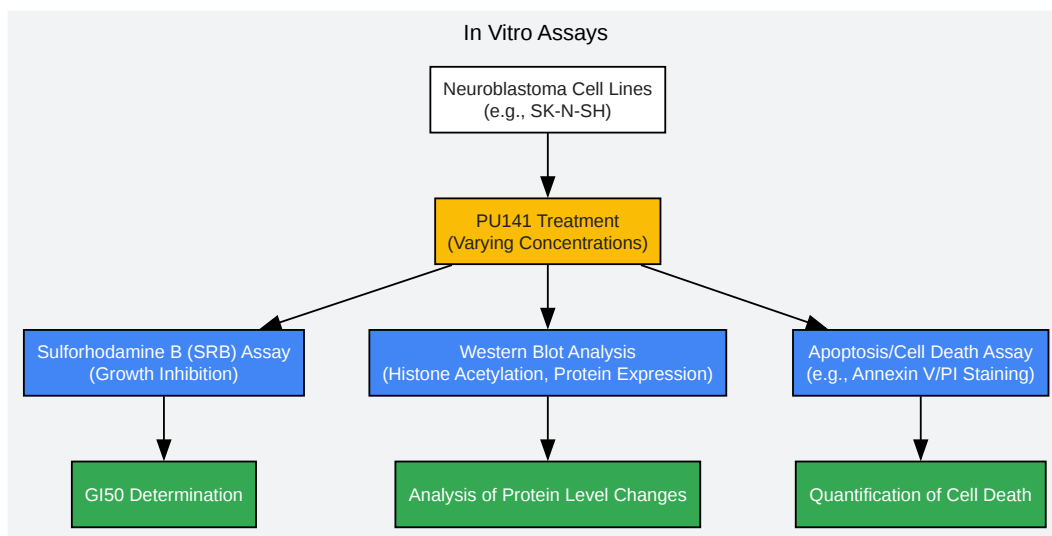 In Vitro Assays
Neuroblastoma Cell Lines
(e.g., SK-N-SH)
PU141 Treatment
(Varying Concentrations)
Sulforhodamine B (SRB) Assay
(Growth Inhibition)
Western Blot Analysis
(Histone Acetylation, Protein Expression)
Apoptosis/Cell Death Assay
(e.g., Annexin V/PI Staining)
GI50 Determination
Analysis of Protein Level Changes
Quantification of Cell Death